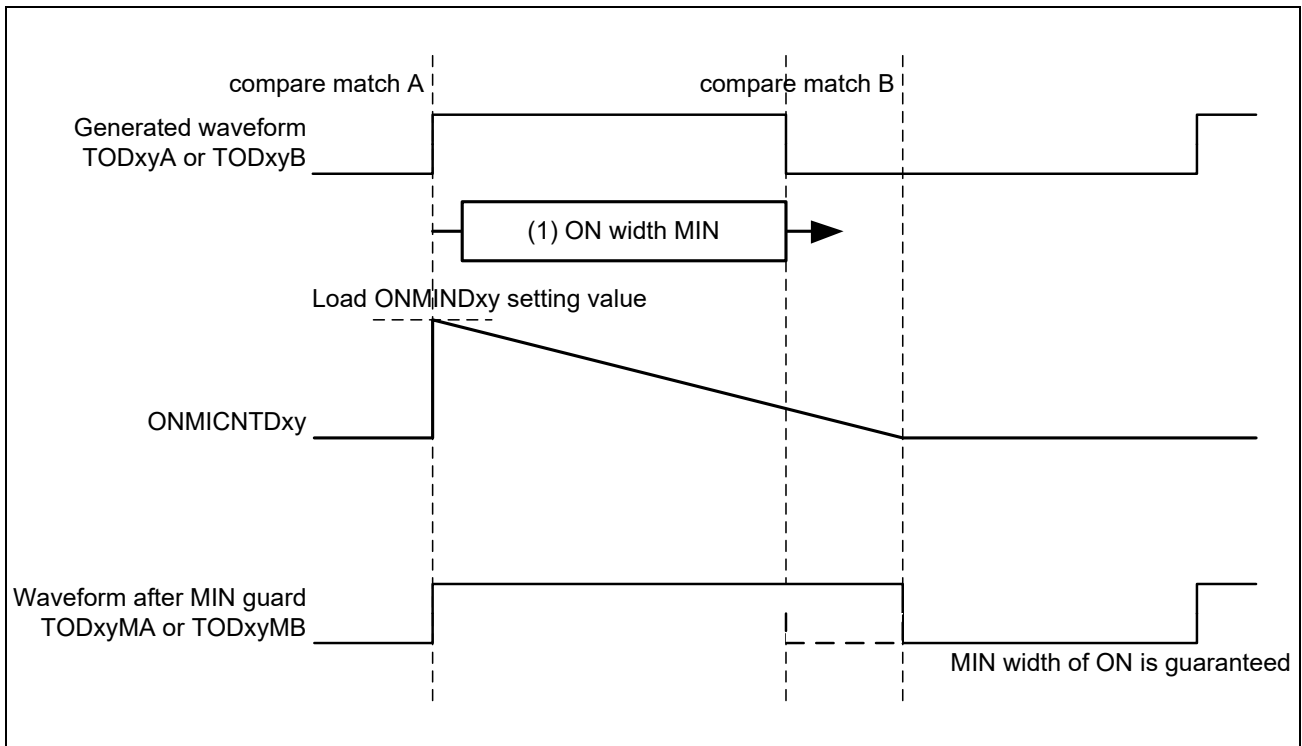 compare match A
compare match B
Generated waveform
TODxyA or TODxyB
(1) ON width MIN
Load ONMINDxy setting value
ONMICNTDxy
Waveform after MIN guard
TODxyMA or TODxyMB
MIN width of ON is guaranteed